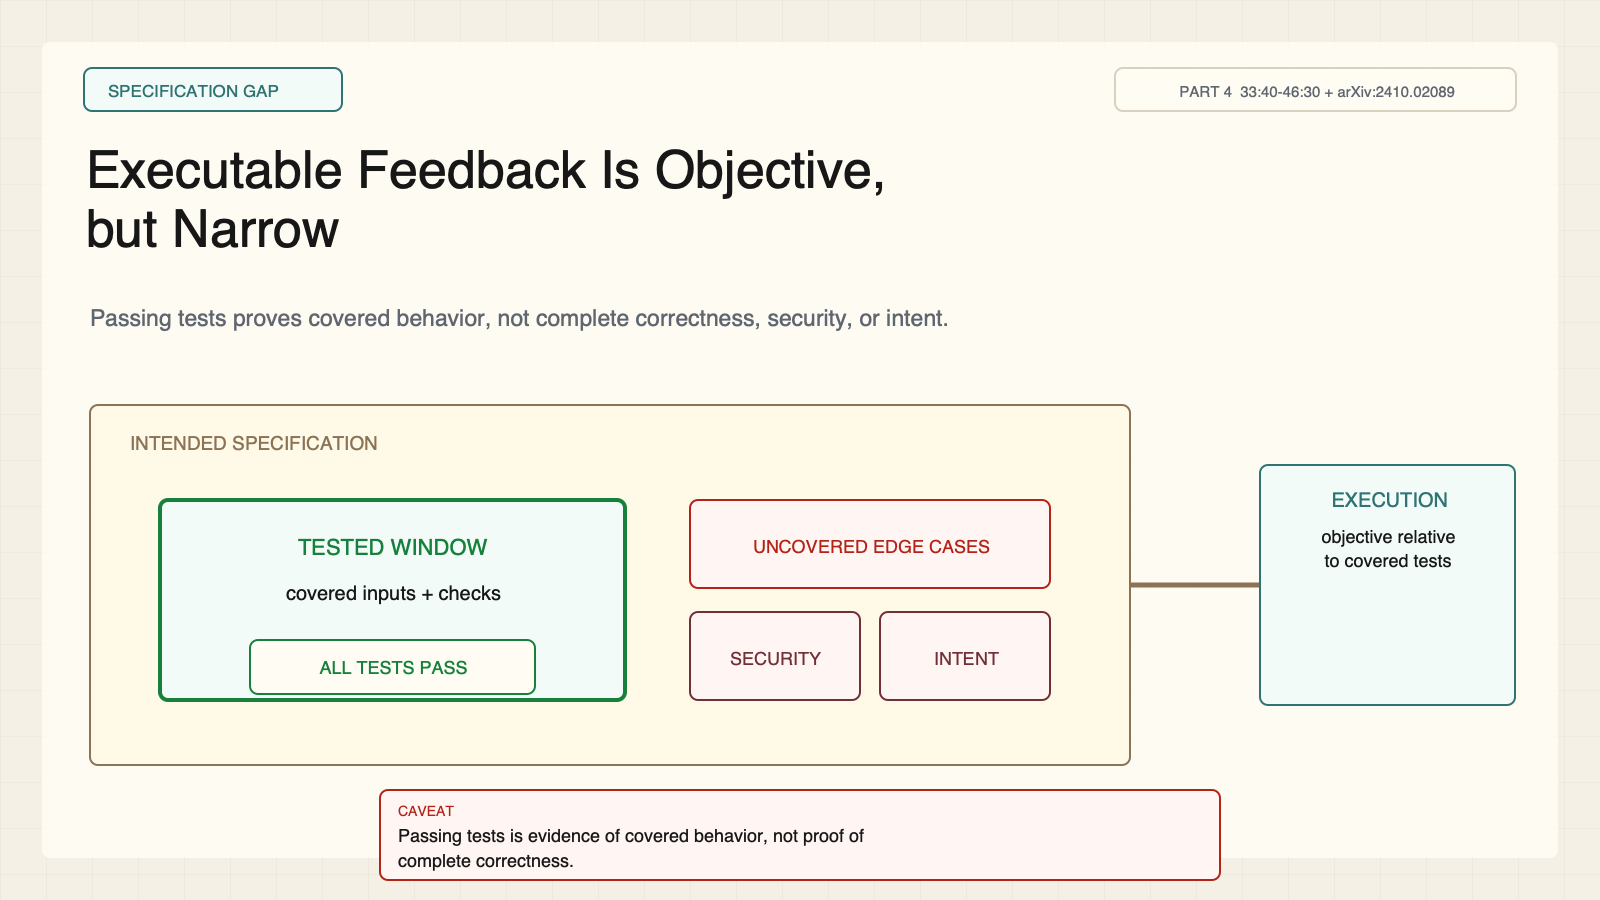 SPECIFICATION GAP
PART 4 33:40-46:30 + arXiv:2410.02089
Executable Feedback Is Objective,
but Narrow
Passing tests proves covered behavior, not complete correctness, security, or intent.
INTENDED SPECIFICATION
TESTED WINDOW
covered inputs + checks
ALL TESTS PASS
UNCOVERED EDGE CASES
SECURITY
INTENT
EXECUTION
objective relative
to covered tests
CAVEAT
Passing tests is evidence of covered behavior, not proof of
complete correctness.